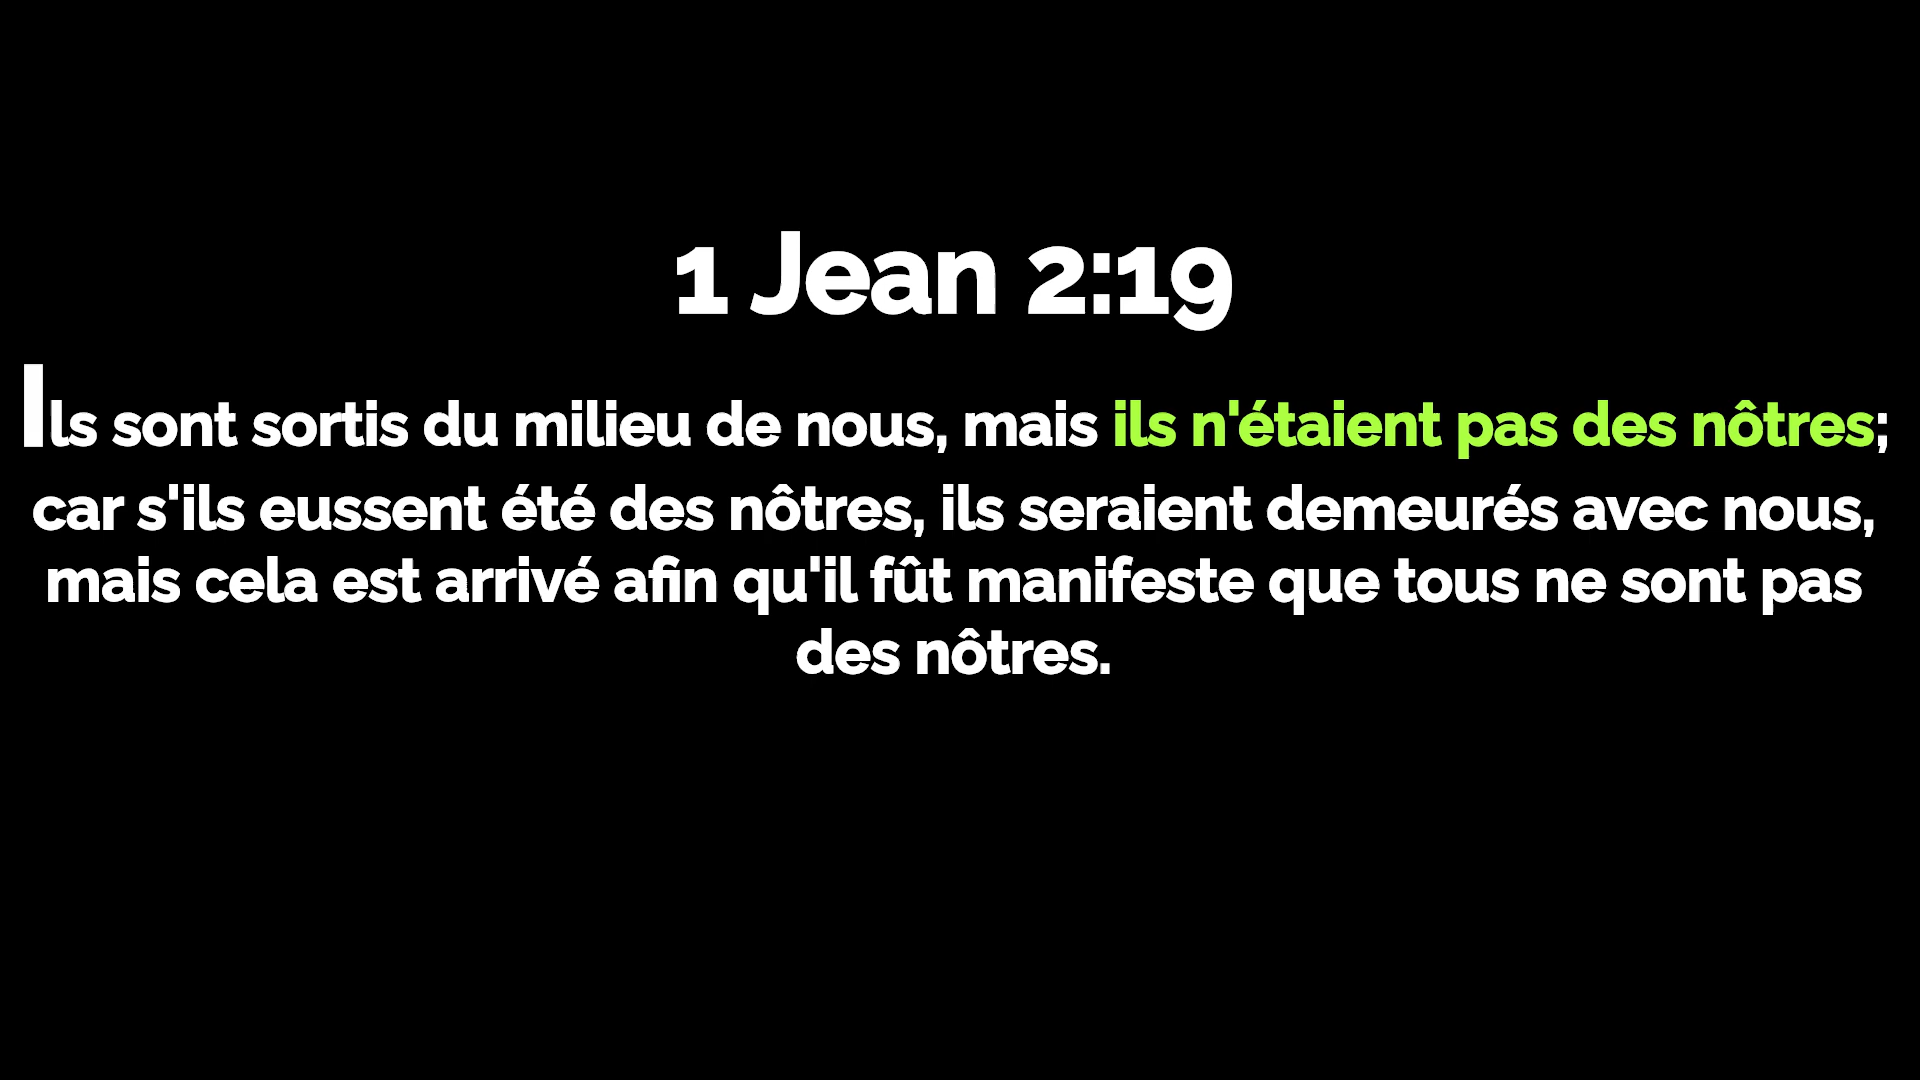 1 Jean 2:19
Ils sont sortis du milieu de nous, mais ils n'étaient pas des nôtres;
car s'ils eussent été des nôtres, ils seraient demeurés avec nous,
mais cela est arrivé afin qu'il fût manifeste que tous ne sont pas
des nôtres.